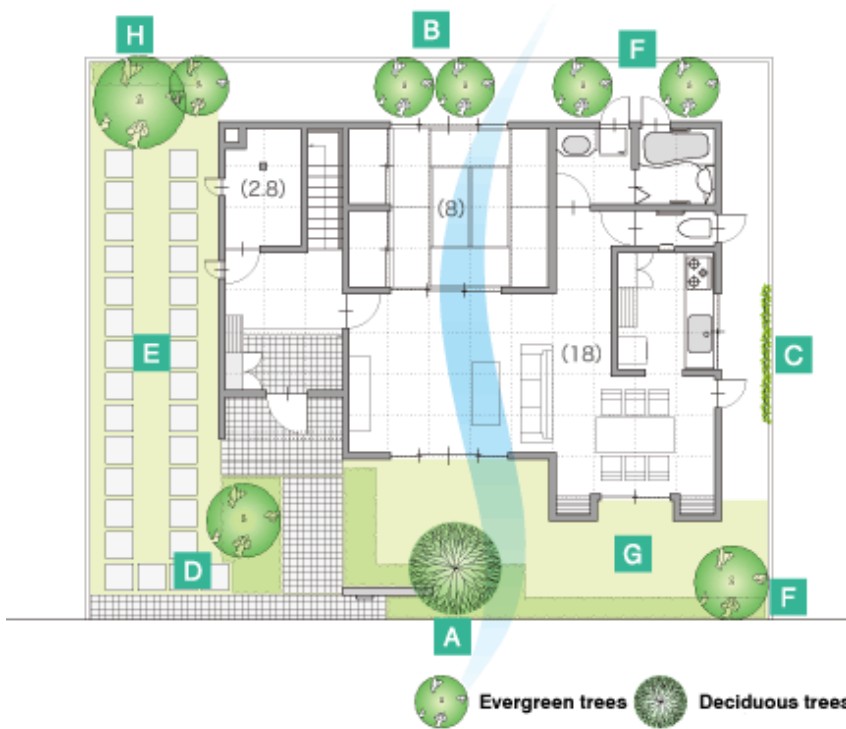 H
B
F
(2.8)
(8)
E
(18)
C
D
G
F
A
Evergreen trees
Deciduous trees